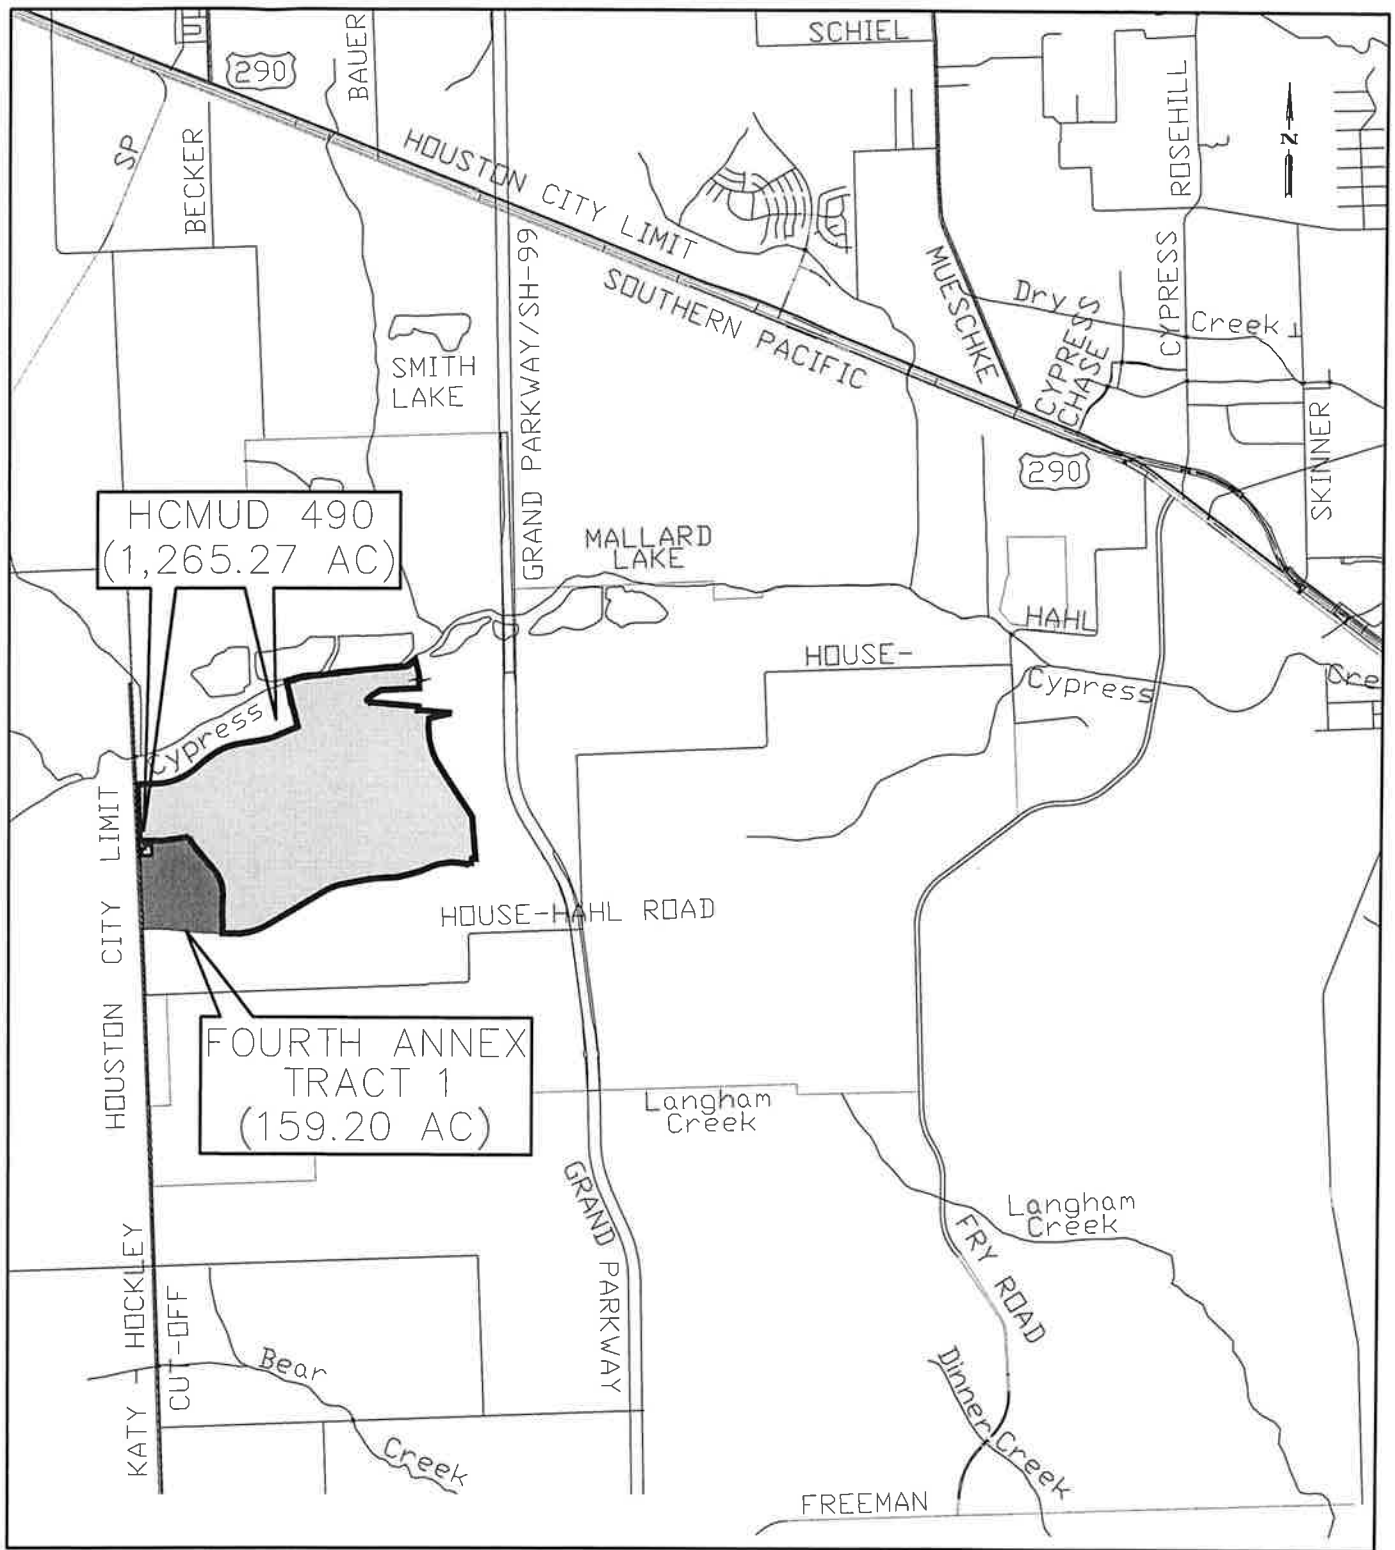 SCHIEL
290
BAUER
SP
BECKER
ROSEHILL
N
HOUSTON CITY LIMIT
SOUTHERN PACIFIC
GRAND PARKWAY/SH-99
MUESCHKE
Dry
Creek
CYPRESS
CYPRESS
CHASE
SMITH
LAKE
SKINNER
290
HCMUD 490
(1,265.27 AC)
MALLARD
LAKE
HAHL
HOUSE-
Cypress
Cre
Cypress
HOUSTON CITY LIMIT
HOUSE-HAHL ROAD
FOURTH ANNEX
TRACT 1
(159.20 AC)
Langham
Creek
GRAND PARKWAY
Langham
Creek
FRY ROAD
KATY - HOCKLEY
CUT-OFF
Bear
Creek
Dinner Creek
FREEMAN